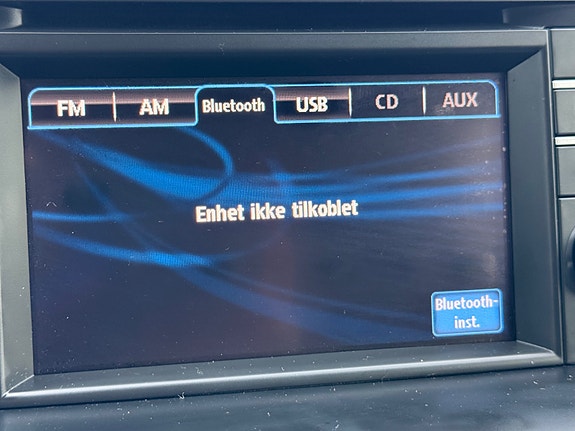 FM AM Bluetooth USB CD AUX
Enhet ikke tilkoblet
Bluetooth-
inst.